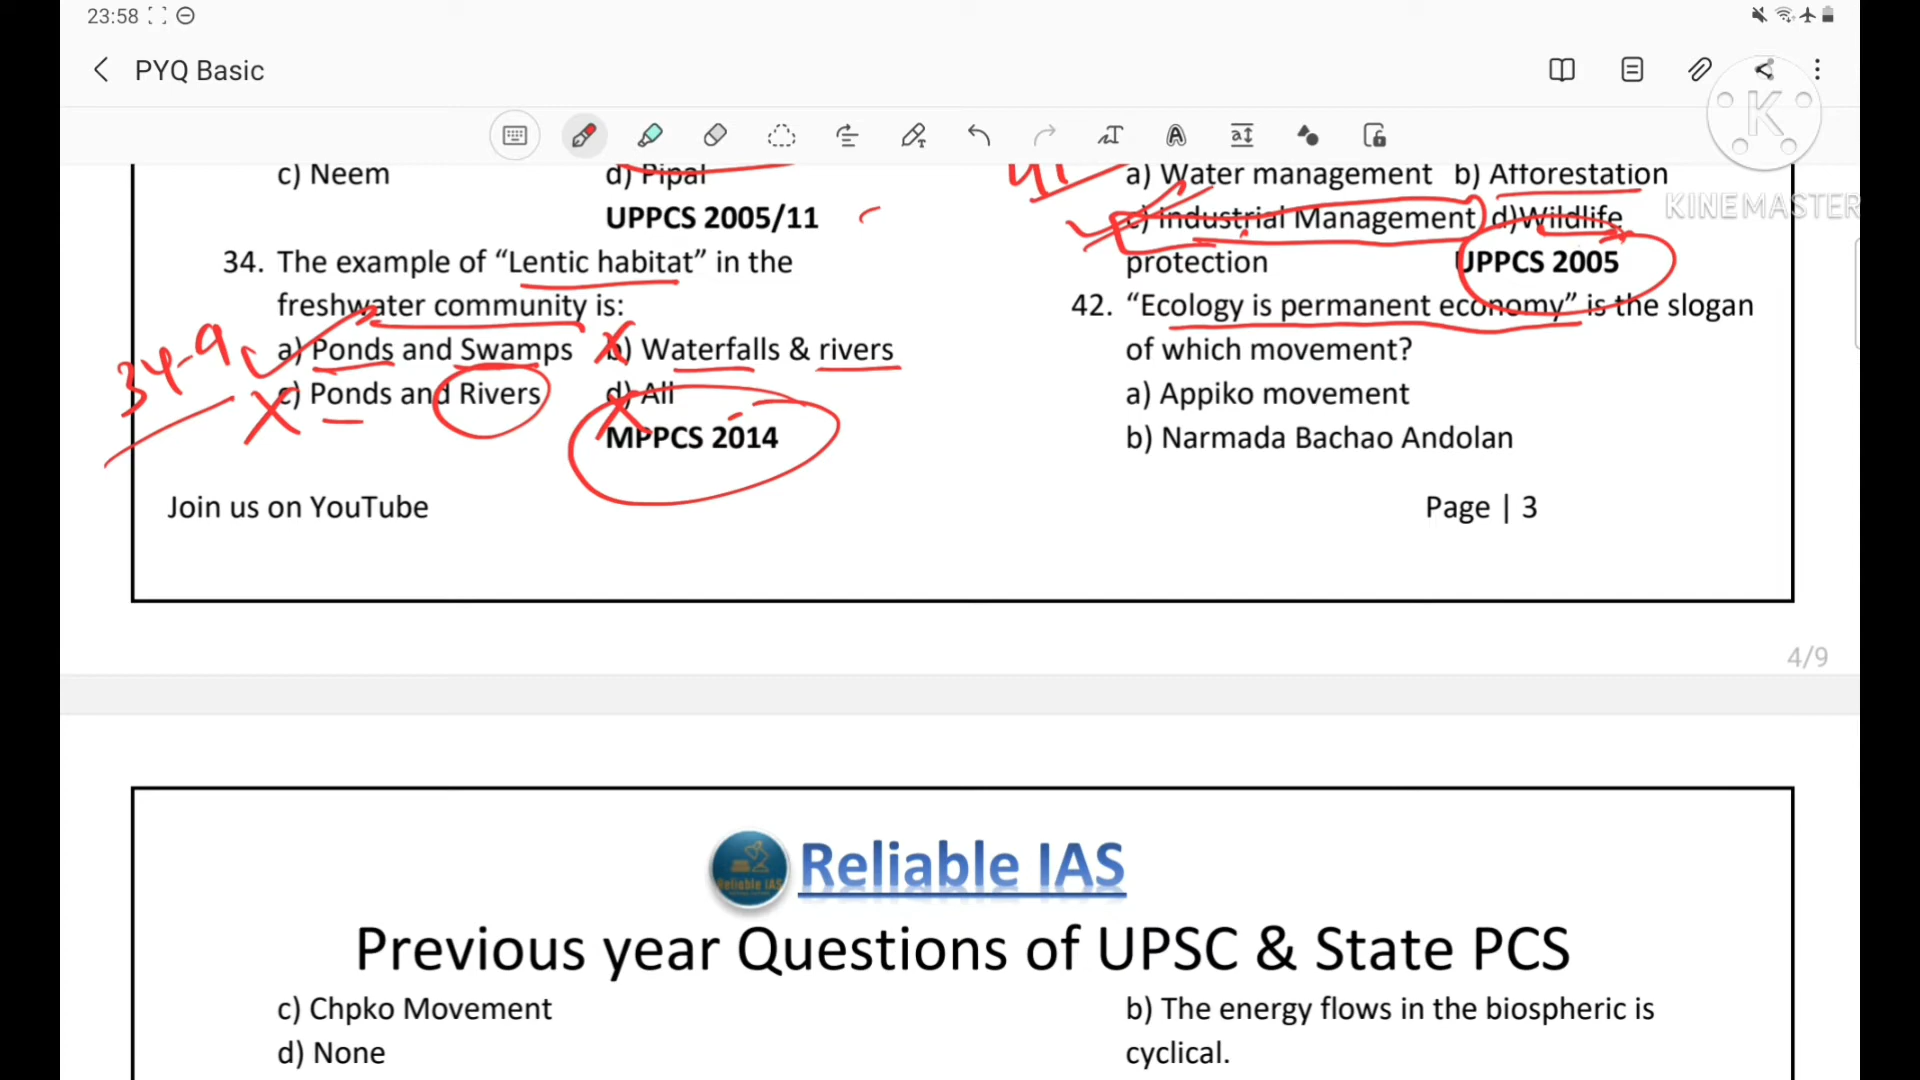 23:58
PYQ Basic
KINEMASTER
c) Neem d) Pipal
UPPCS 2005/11
34. The example of “Lentic habitat” in the
freshwater community is:
a) Ponds and Swamps b) Waterfalls & rivers
c) Ponds and Rivers d) All
MPPCS 2014
34-a
Join us on YouTube
41
a) Water management b) Afforestation
c) Industrial Management d)Wildlife
protection UPPCS 2005
42. “Ecology is permanent economy” is the slogan
of which movement?
a) Appiko movement
b) Narmada Bachao Andolan
Page | 3
4/9
Reliable IAS
Reliable IAS
Previous year Questions of UPSC & State PCS
c) Chpko Movement
d) None
b) The energy flows in the biospheric is
cyclical.